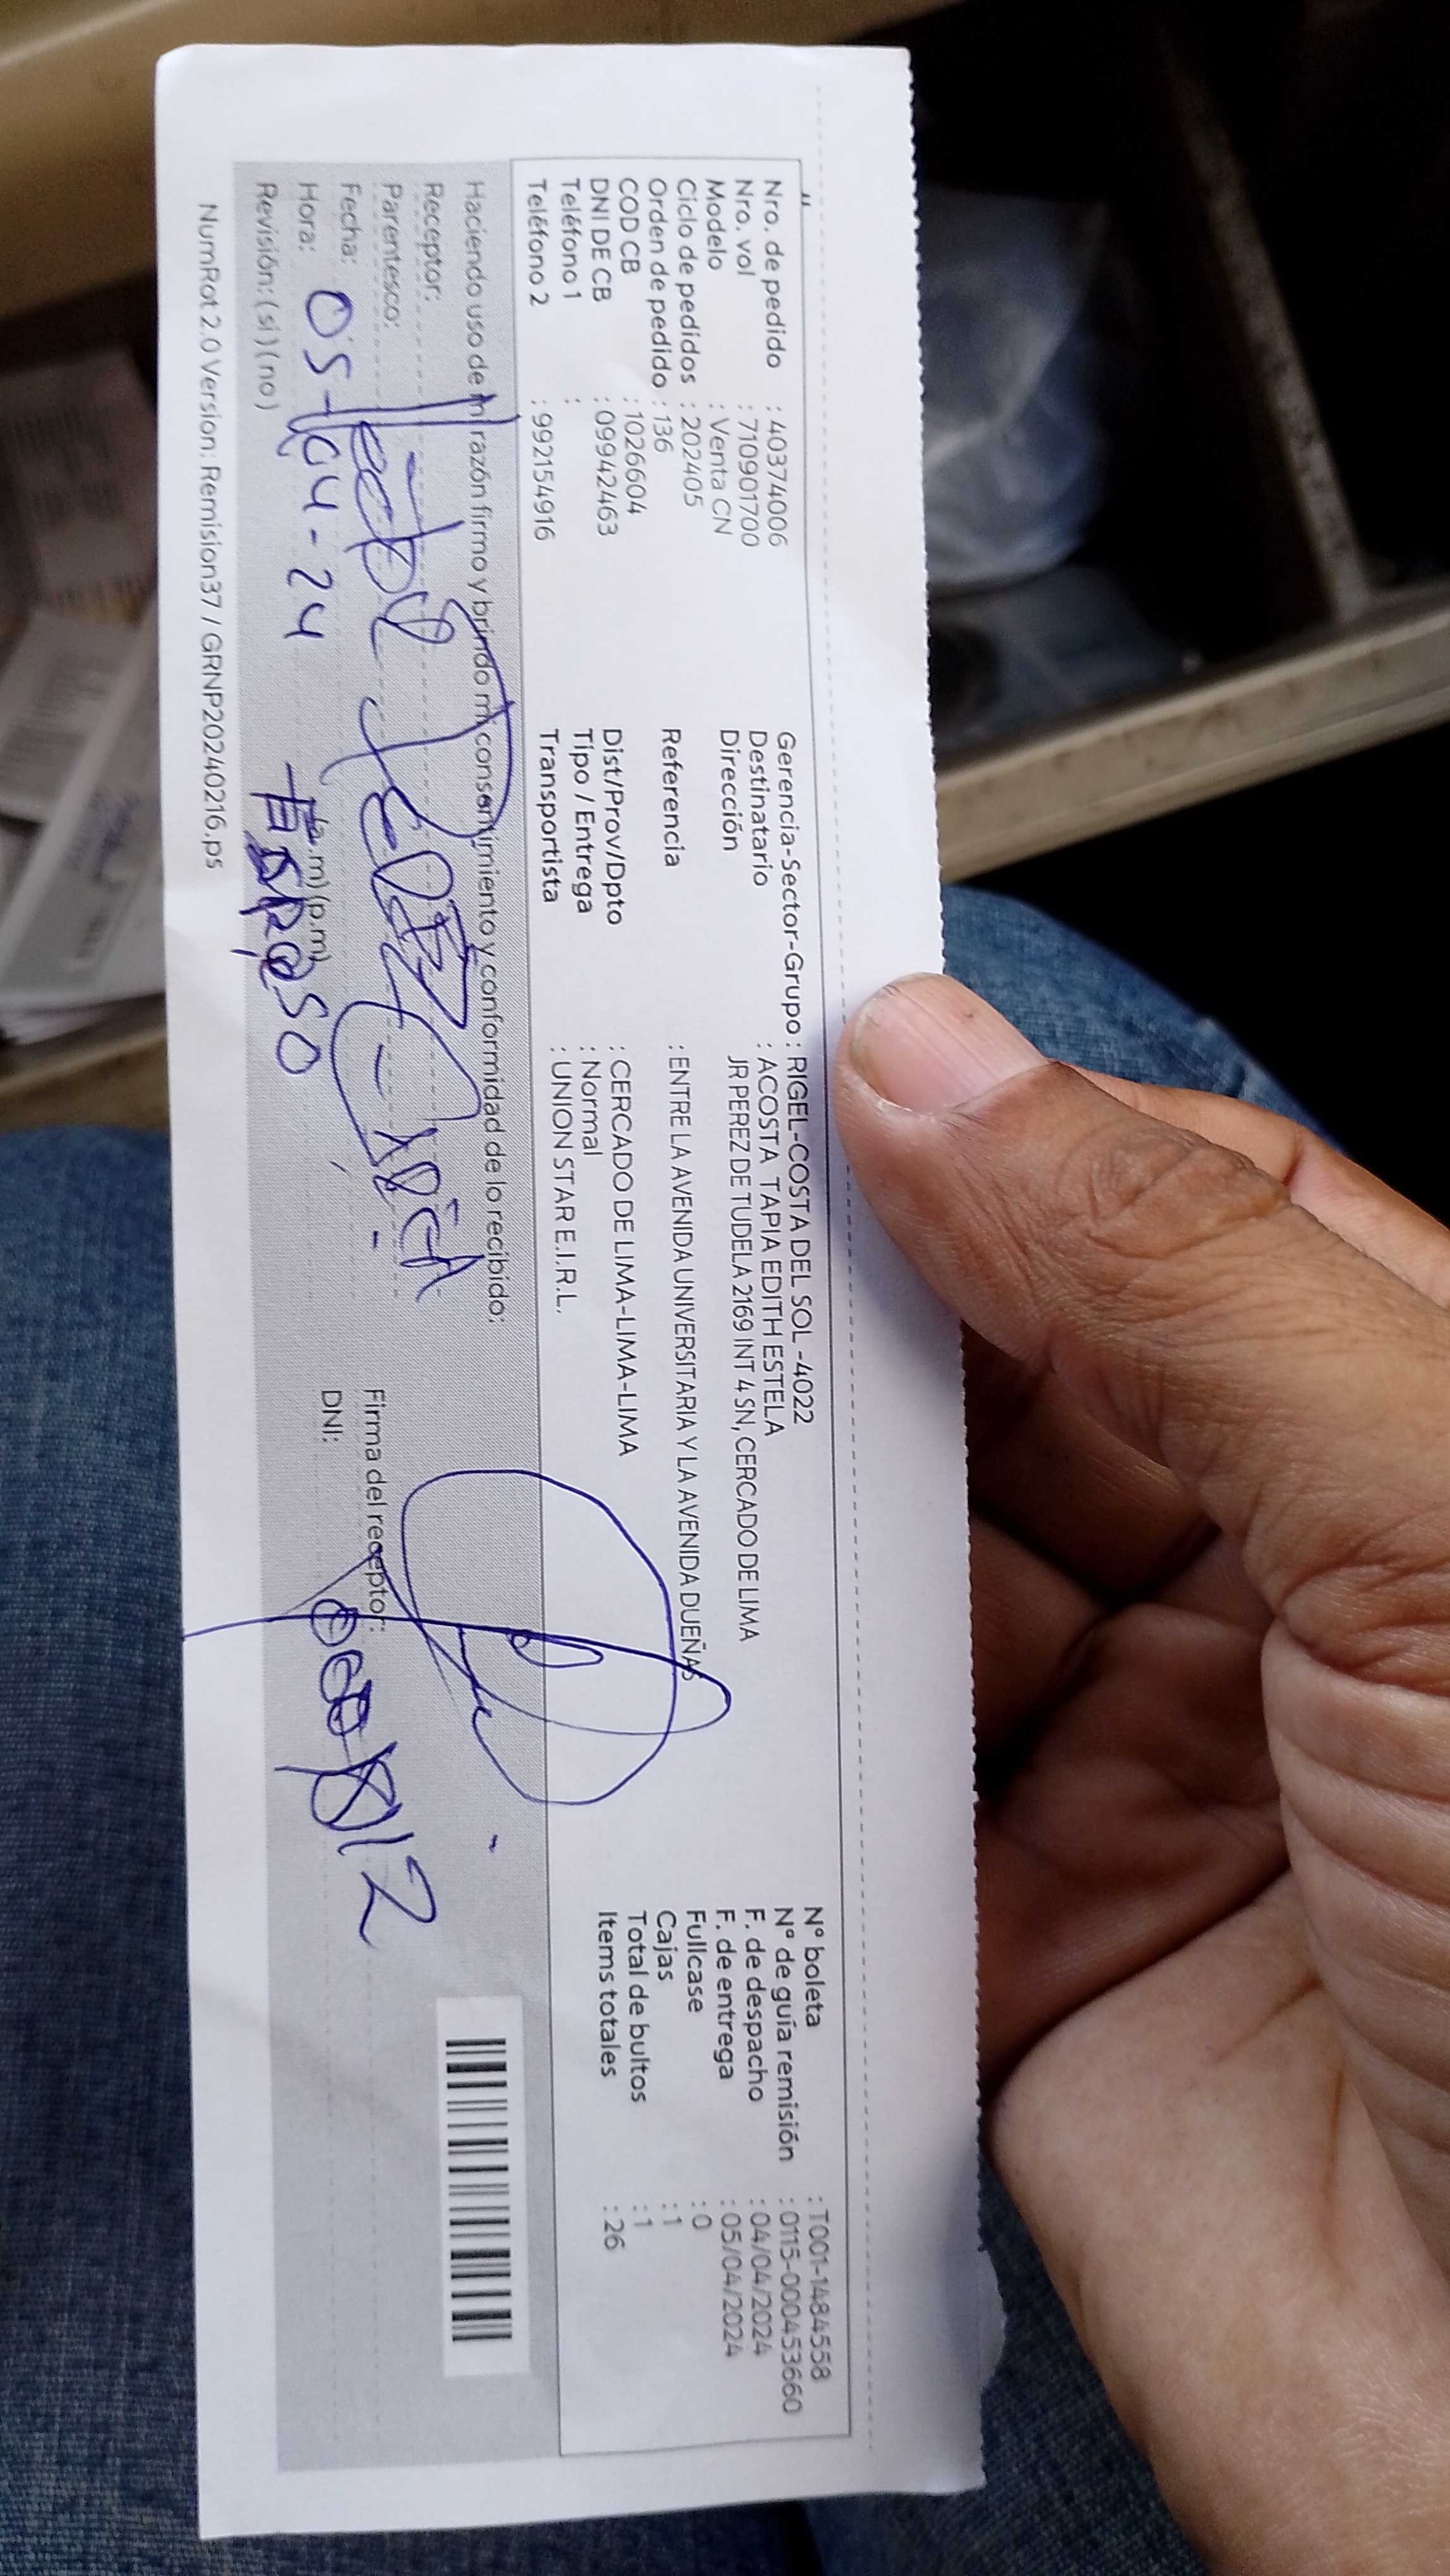 Nro. de pedido : 40374006
Nro. vol : 710901700
Modelo : Venta CN
Ciclo de pedidos : 202405
Orden de pedido : 136
COD CB : 1026604
DNI DE CB : 09942463
Teléfono 1 :
Teléfono 2 : 992154916
Gerencia-Sector-Grupo : RIGEL-COSTA DEL SOL -4022
Destinatario : ACOSTA TAPIA EDITH ESTELA
Dirección JR PEREZ DE TUDELA 2169 INT 4 SN, CERCADO DE LIMA
Referencia : ENTRE LA AVENIDA UNIVERSITARIA Y LA AVENIDA DUEÑAS
Dist/Prov/Dpto : CERCADO DE LIMA-LIMA-LIMA
Tipo / Entrega : Normal
Transportista : UNION STAR E.I.R.L.
N° boleta : T001-1484558
N° de guía remisión : 0115-000453660
F. de despacho : 04/04/2024
F. de entrega : 05/04/2024
Fullcase : 0
Cajas : 1
Total de bultos : 1
Items totales : 26
Haciendo uso de mi razón firmo y brindo mi consentimiento y conformidad de lo recibido:
Receptor:
Parentesco:
Fecha: 05-04-24
Hora: (a.m) (p.m)
Revisión: (si) (no)
Firma del receptor:
DNI:
NumRot 2.0 Version: Remision37 / GRNP20240216.ps